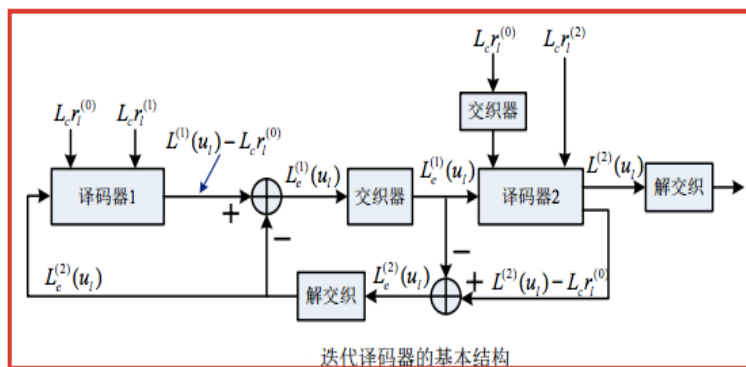 L_c r_l^{(0)} L_c r_l^{(2)}
交织器
L_c r_l^{(0)} L_c r_l^{(1)} L^{(1)}(u_l) − L_c r_l^{(0)}
译码器1 + − L_e^{(1)}(u_l) 交织器 L_e^{(1)}(u_l) 译码器2 L^{(2)}(u_l) 解交织
L_e^{(2)}(u_l) 解交织 L_e^{(2)}(u_l) − + L^{(2)}(u_l) − L_c r_l^{(0)}
迭代译码器的基本结构